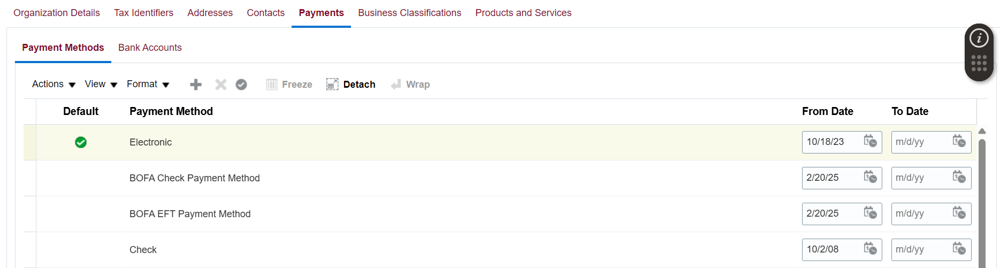 Organization Details Tax Identifiers Addresses Contacts Payments Business Classifications Products and Services
Payment Methods Bank Accounts
Actions View Format Freeze Detach Wrap
Default Payment Method From Date To Date
Electronic 10/18/23 m/d/yy
BOFA Check Payment Method 2/20/25 m/d/yy
BOFA EFT Payment Method 2/20/25 m/d/yy
Check 10/2/08 m/d/yy